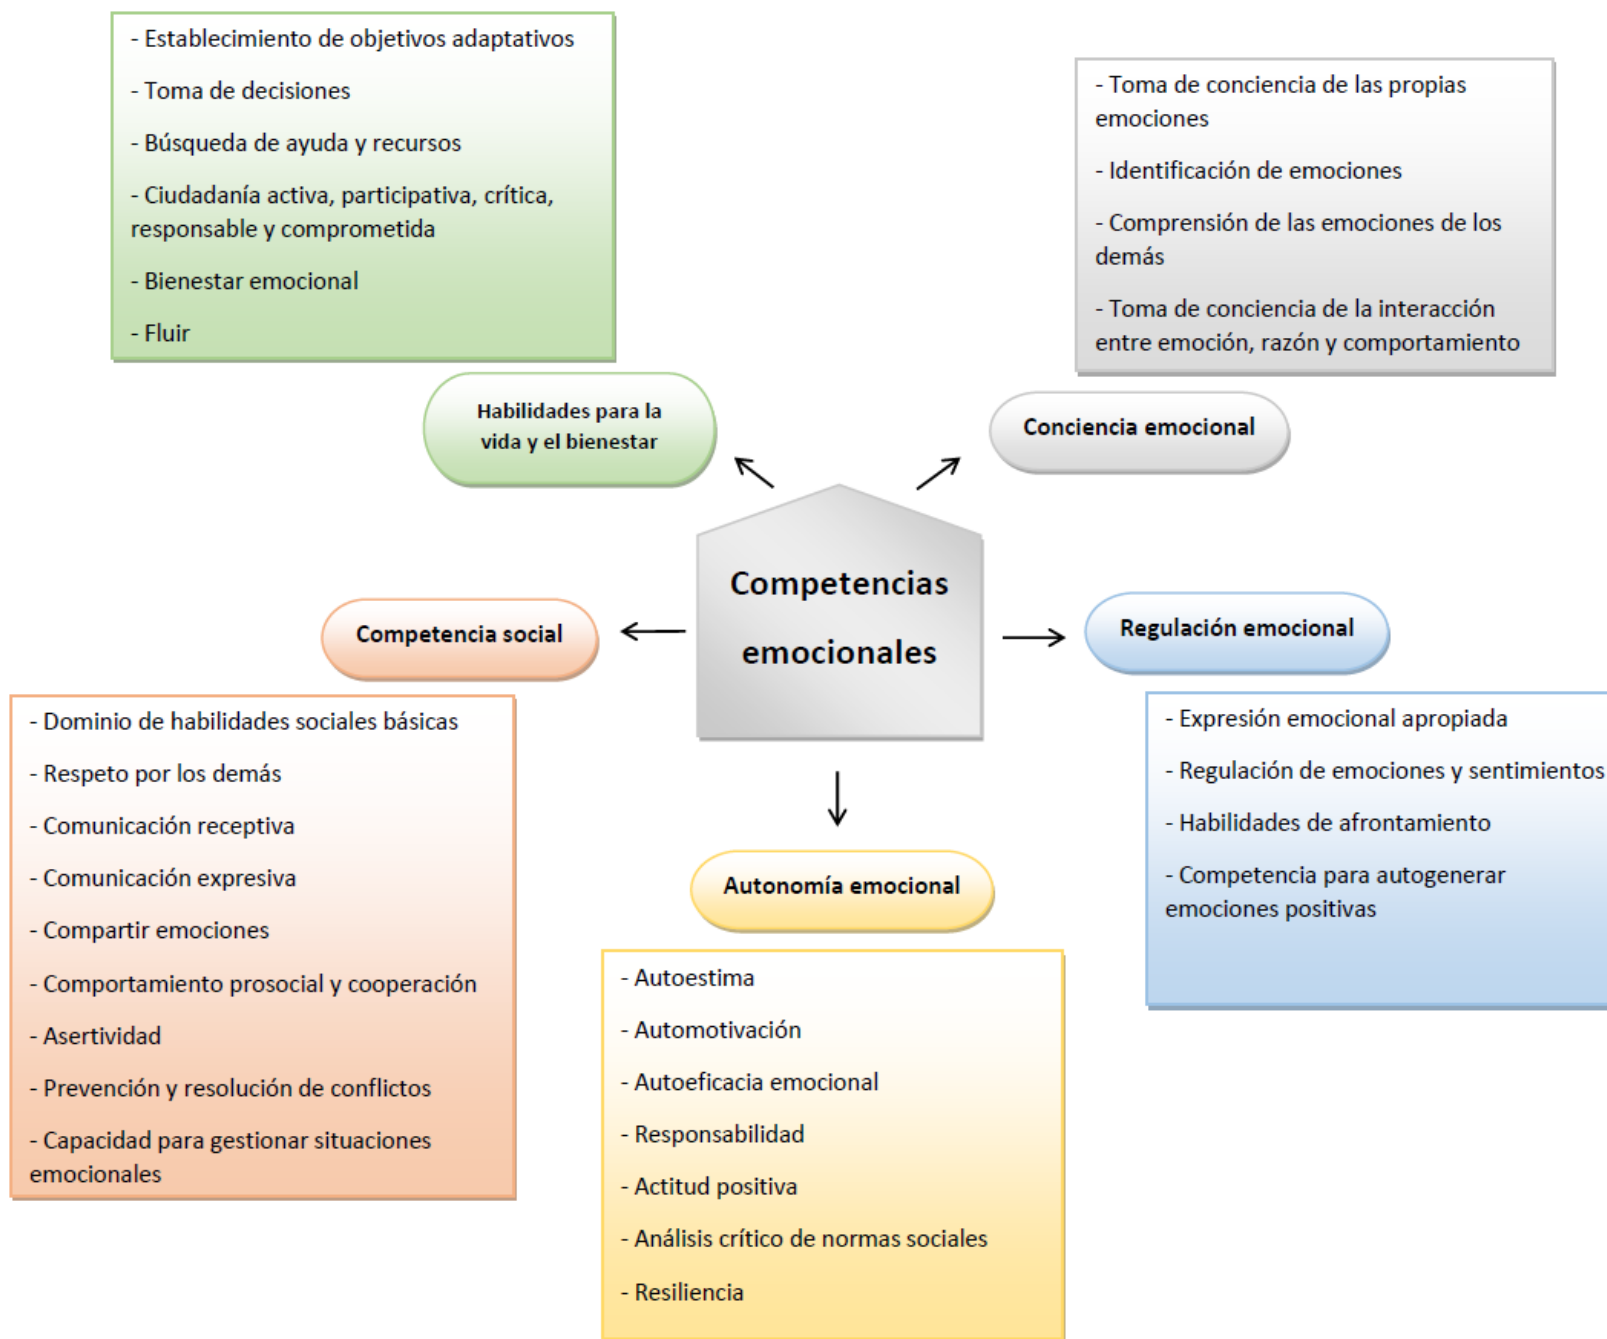 - Establecimiento de objetivos adaptativos
- Toma de decisiones
- Búsqueda de ayuda y recursos
- Ciudadanía activa, participativa, crítica,
responsable y comprometida
- Bienestar emocional
- Fluir
Habilidades para la
vida y el bienestar
- Toma de conciencia de las propias
emociones
- Identificación de emociones
- Comprensión de las emociones de los
demás
- Toma de conciencia de la interacción
entre emoción, razón y comportamiento
Conciencia emocional
Competencias
emocionales
Competencia social
- Dominio de habilidades sociales básicas
- Respeto por los demás
- Comunicación receptiva
- Comunicación expresiva
- Compartir emociones
- Comportamiento prosocial y cooperación
- Asertividad
- Prevención y resolución de conflictos
- Capacidad para gestionar situaciones
emocionales
Regulación emocional
- Expresión emocional apropiada
- Regulación de emociones y sentimientos
- Habilidades de afrontamiento
- Competencia para autogenerar
emociones positivas
Autonomía emocional
- Autoestima
- Automotivación
- Autoeficacia emocional
- Responsabilidad
- Actitud positiva
- Análisis crítico de normas sociales
- Resiliencia